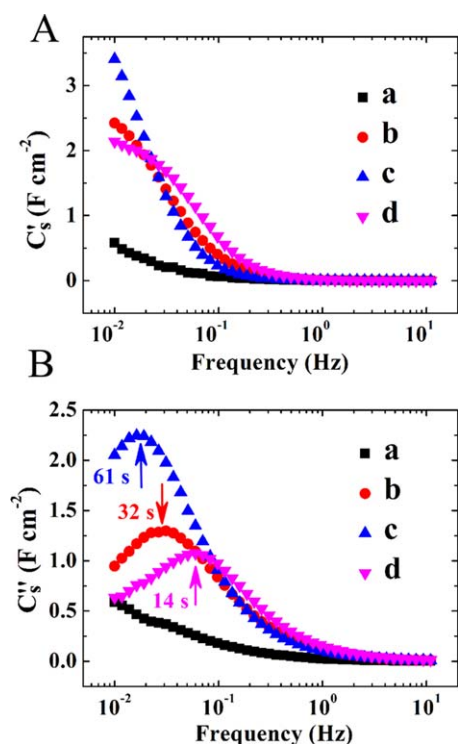 A
C's (F cm⁻²)
3
2
1
0
a
b
c
d
10⁻² 10⁻¹ 10⁰ 10¹
Frequency (Hz)
B
C''s (F cm⁻²)
2.5
2.0
1.5
1.0
0.5
0.0
61 s
32 s
14 s
a
b
c
d
10⁻² 10⁻¹ 10⁰ 10¹
Frequency (Hz)